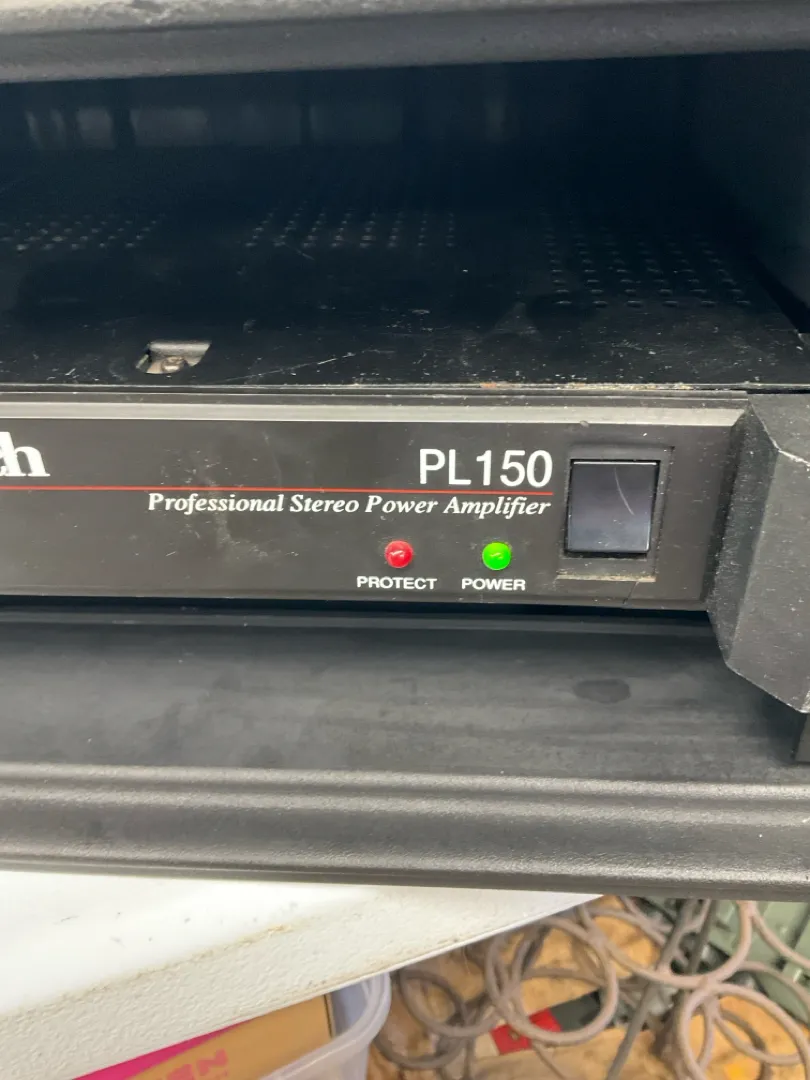 PL150
Professional Stereo Power Amplifier
PROTECT POWER